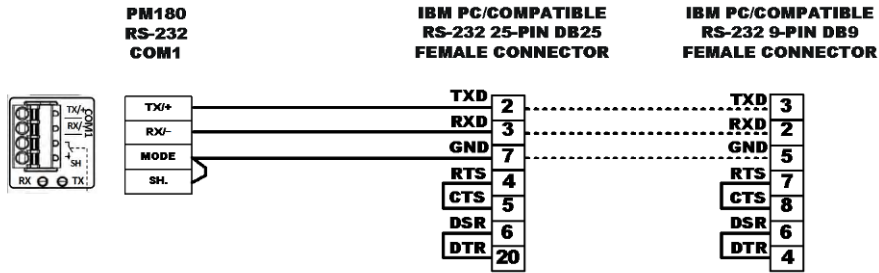 PM180
RS-232
COM1
IBM PC/COMPATIBLE
RS-232 25-PIN DB25
FEMALE CONNECTOR
IBM PC/COMPATIBLE
RS-232 9-PIN DB9
FEMALE CONNECTOR
TX/+
RX/-
COM1
SH
RX
TX
TX/+
RX/-
MODE
SH.
TXD 2
RXD 3
GND 7
RTS 4
CTS 5
DSR 6
DTR 20
TXD 3
RXD 2
GND 5
RTS 7
CTS 8
DSR 6
DTR 4